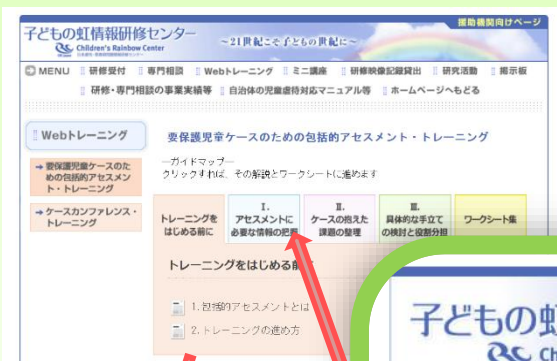 援助機関向けページ
子どもの虹情報研修センター
～21世紀こそ子どもの世紀に～
Children's Rainbow Center
MENU 研修受付 専門相談 Webトレーニング ミニ講座 研修映像記録貸出 研究活動 掲示板
研修・専門相談の事業実績等 自治体の児童虐待対応マニュアル等 ホームページへもどる
Webトレーニング
要保護児童ケースのための包括的アセスメント・トレーニング
→ 要保護児童ケースのた
めの包括的アセスメン
ト・トレーニング
→ ケースカンファレンス・
トレーニング
―ガイドマップ―
クリックすれば、その解説とワークシートに進めます
トレーニングを
はじめる前に
I.
アセスメントに
必要な情報の把握
II.
ケースの抱えた
課題の整理
III.
具体的な手立て
の検討と役割分担
ワークシート集
トレーニングをはじめる前
1. 包括的アセスメントとは
2. トレーニングの進め方
子どもの虹